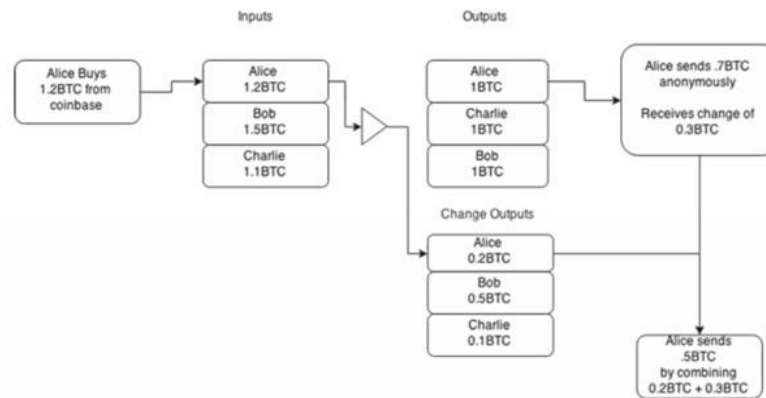 Inputs
Outputs
Alice Buys
1.2BTC from
coinbase
Alice
1.2BTC
Bob
1.5BTC
Charlie
1.1BTC
Alice
1BTC
Charlie
1BTC
Bob
1BTC
Alice sends .7BTC
anonymously
Receives change of
0.3BTC
Change Outputs
Alice
0.2BTC
Bob
0.5BTC
Charlie
0.1BTC
Alice sends
.5BTC
by combining
0.2BTC + 0.3BTC